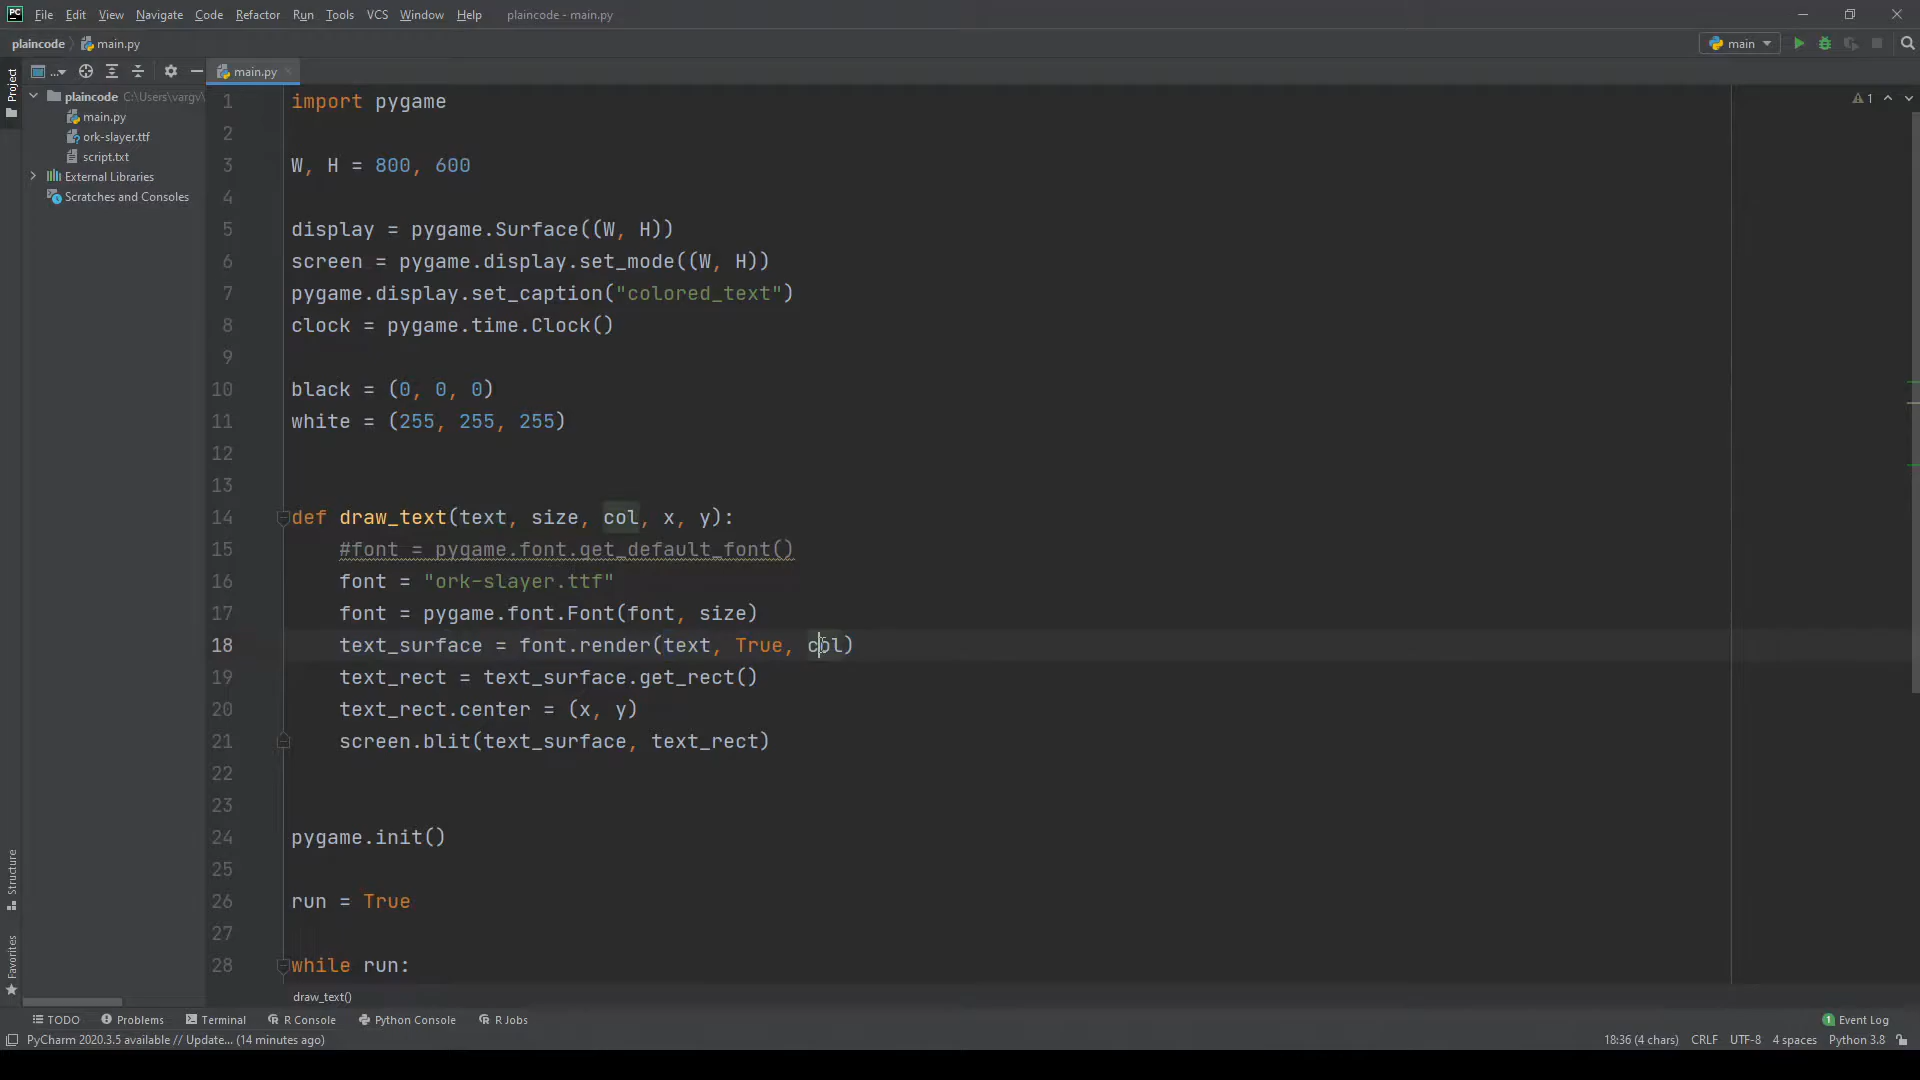 PC File Edit View Navigate Code Refactor Run Tools VCS Window Help plaincode - main.py
plaincode main.py main
... main.py
Project
plaincode C:\Users\vargv\
main.py
ork-slayer.ttf
script.txt
External Libraries
Scratches and Consoles
1
1 import pygame
2
3 W, H = 800, 600
4
5 display = pygame.Surface((W, H))
6 screen = pygame.display.set_mode((W, H))
7 pygame.display.set_caption("colored_text")
8 clock = pygame.time.Clock()
9
10 black = (0, 0, 0)
11 white = (255, 255, 255)
12
13
14 def draw_text(text, size, col, x, y):
15 #font = pygame.font.get_default_font()
16 font = "ork-slayer.ttf"
17 font = pygame.font.Font(font, size)
18 text_surface = font.render(text, True, col)
19 text_rect = text_surface.get_rect()
20 text_rect.center = (x, y)
21 screen.blit(text_surface, text_rect)
22
23
24 pygame.init()
25
26 run = True
27
28 while run:
Structure
Favorites
draw_text()
TODO Problems Terminal R Console Python Console R Jobs 1 Event Log
PyCharm 2020.3.5 available // Update... (14 minutes ago) 18:36 (4 chars) CRLF UTF-8 4 spaces Python 3.8